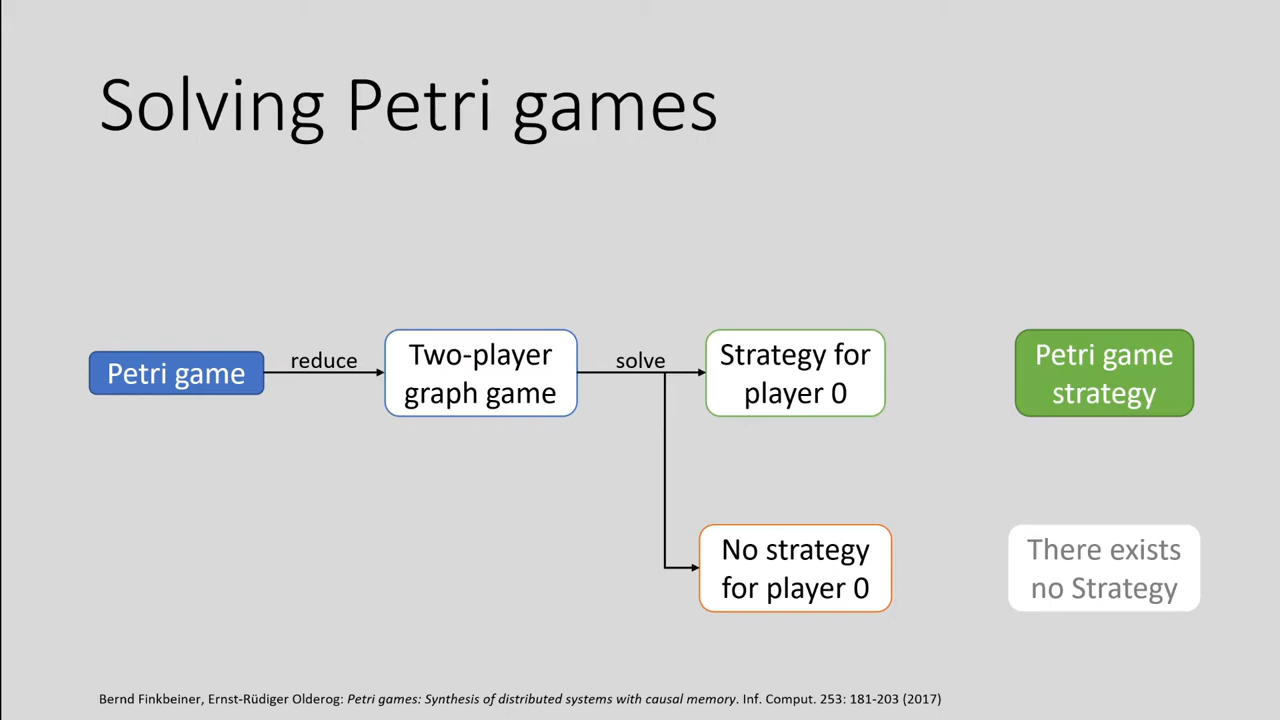 Solving Petri games
Petri game
reduce
Two-player
graph game
solve
Strategy for
player 0
Petri game
strategy
No strategy
for player 0
There exists
no Strategy
Bernd Finkbeiner, Ernst-Rüdiger Olderog: Petri games: Synthesis of distributed systems with causal memory. Inf. Comput. 253: 181-203 (2017)